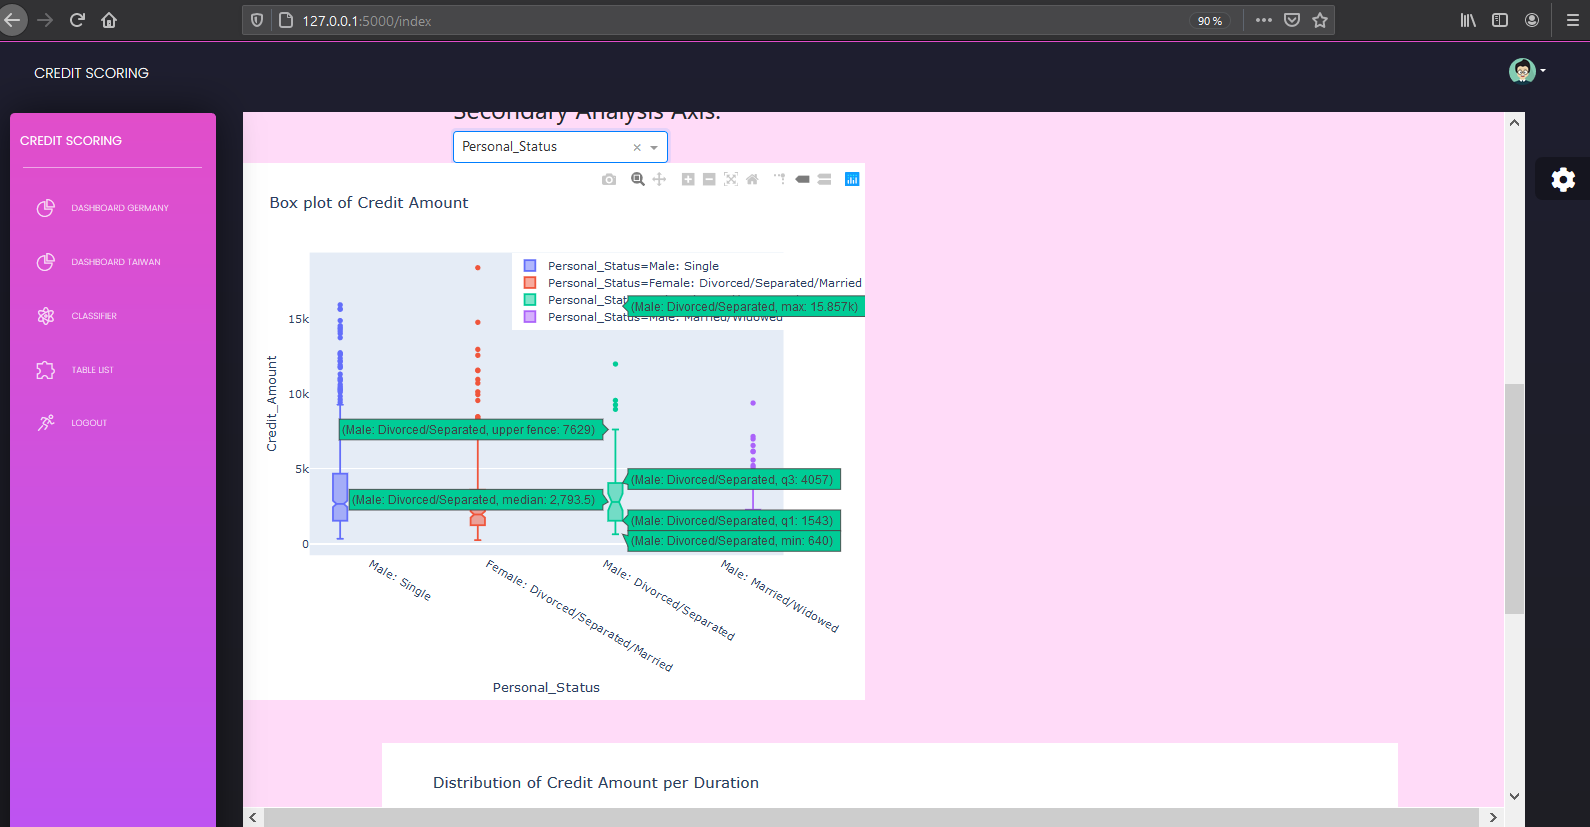 127.0.0.1:5000/index
90%
CREDIT SCORING
CREDIT SCORING
DASHBOARD GERMANY
DASHBOARD TAIWAN
CLASSIFIER
TABLE LIST
LOGOUT
Secondary Analysis Axis:
Personal_Status
Box plot of Credit Amount
Personal_Status=Male: Single
Personal_Status=Female: Divorced/Separated/Married
Personal_Stat
(Male: Divorced/Separated, max: 15.857k)
Personal_Status=Male: Married/Widowed
15k
10k
5k
0
Credit_Amount
(Male: Divorced/Separated, upper fence: 7629)
(Male: Divorced/Separated, q3: 4057)
(Male: Divorced/Separated, median: 2,793.5)
(Male: Divorced/Separated, q1: 1543)
(Male: Divorced/Separated, min: 640)
Male: Single
Female: Divorced/Separated/Married
Male: Divorced/Separated
Male: Married/Widowed
Personal_Status
Distribution of Credit Amount per Duration